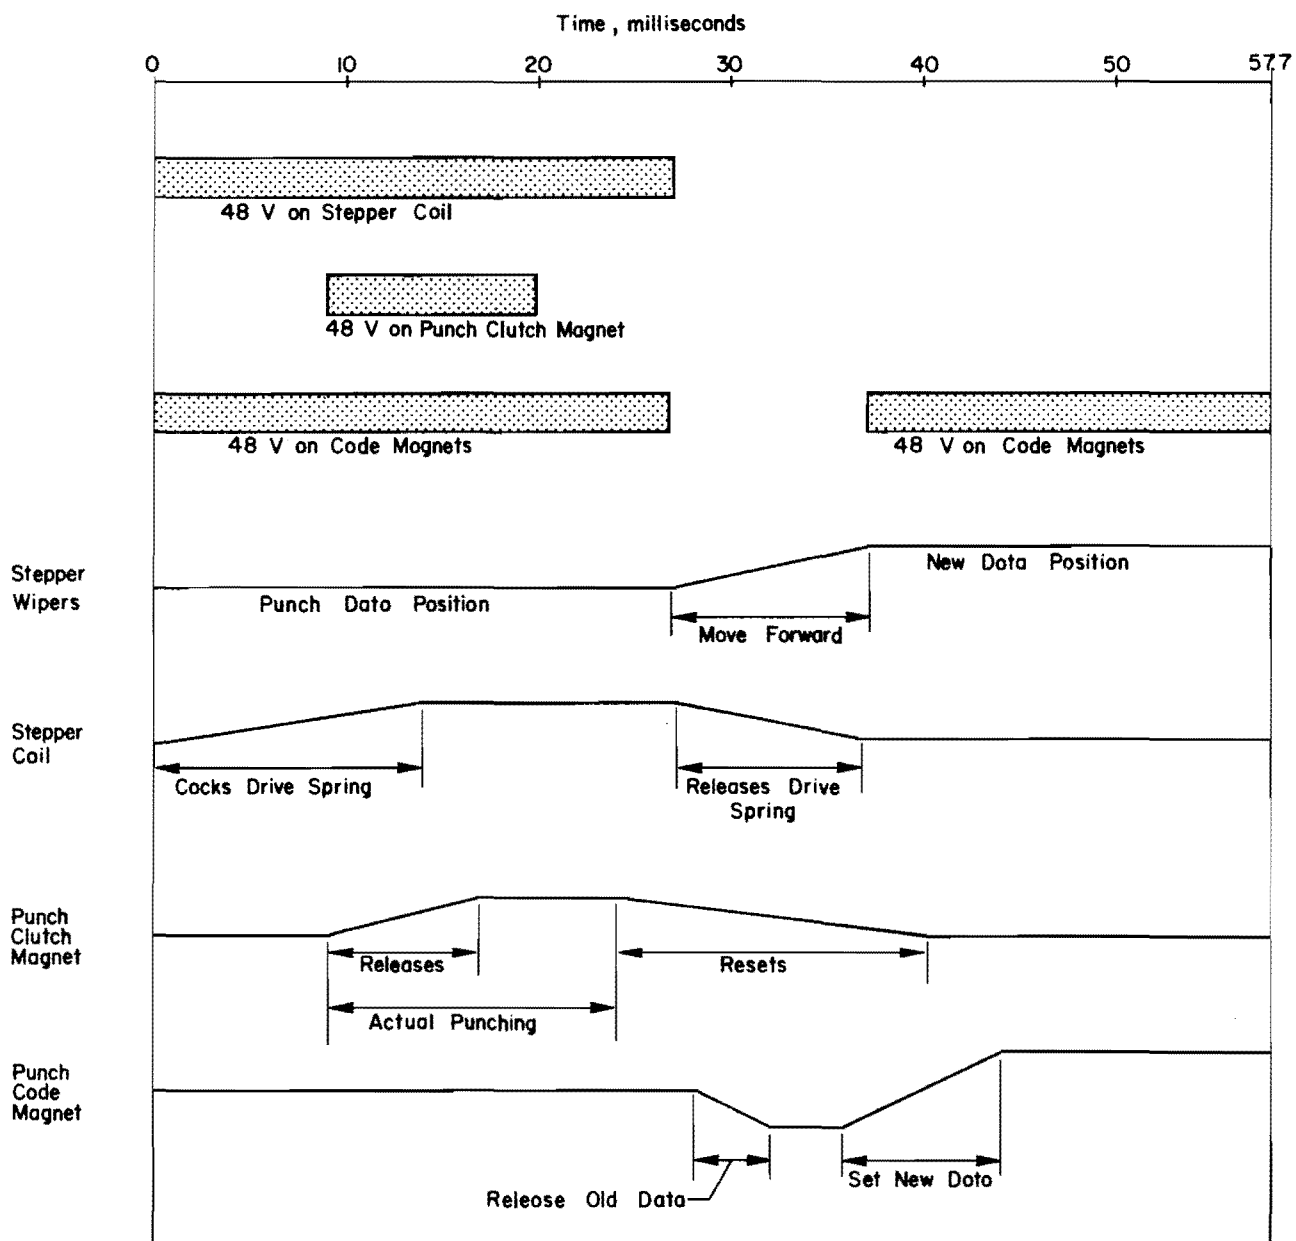 Time , milliseconds
0 10 20 30 40 50 57.7
48 V on Stepper Coil
48 V on Punch Clutch Magnet
48 V on Code Magnets 48 V on Code Magnets
Stepper
Wipers
Punch Data Position
New Data Position
Move Forward
Stepper
Coil
Cocks Drive Spring
Releases Drive
Spring
Punch
Clutch
Magnet
Releases
Resets
Actual Punching
Punch
Code
Magnet
Release Old Data
Set New Data